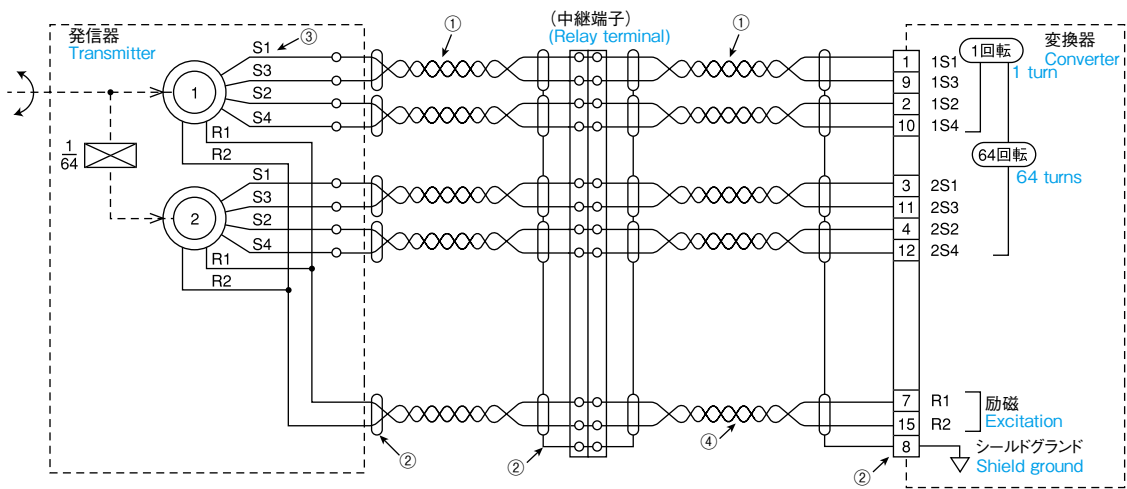 発信器
Transmitter
S1
③
S3
S2
S4
R1
R2
1
1
64
S1
S3
S2
S4
R1
R2
2
①
(中継端子)
(Relay terminal)
①
②
②
④
②
変換器
Converter
1回転
1 turn
64回転
64 turns
1 1S1
9 1S3
2 1S2
10 1S4
3 2S1
11 2S3
4 2S2
12 2S4
7 R1
15 R2
8
励磁
Excitation
シールドグランド
Shield ground